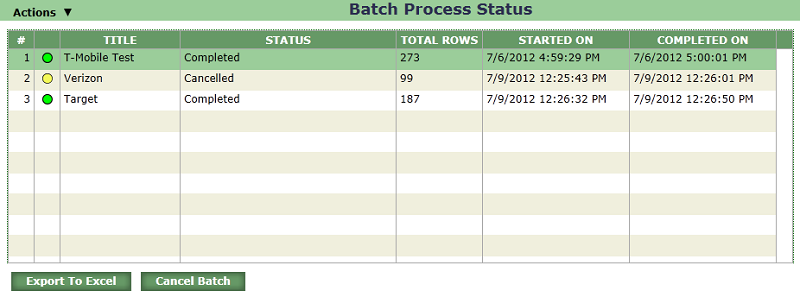 Actions ▼ Batch Process Status
# TITLE STATUS TOTAL ROWS STARTED ON COMPLETED ON
1 T-Mobile Test Completed 273 7/6/2012 4:59:29 PM 7/6/2012 5:00:01 PM
2 Verizon Cancelled 99 7/9/2012 12:25:43 PM 7/9/2012 12:26:01 PM
3 Target Completed 187 7/9/2012 12:26:32 PM 7/9/2012 12:26:50 PM
Export To Excel Cancel Batch